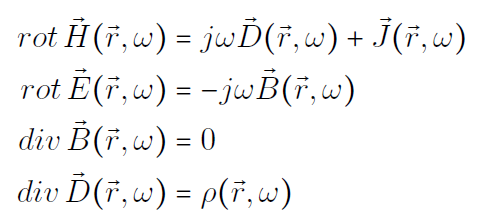 rot H⃗(r⃗, ω) = jωD⃗(r⃗, ω) + J⃗(r⃗, ω)
rot E⃗(r⃗, ω) = −jωB⃗(r⃗, ω)
div B⃗(r⃗, ω) = 0
div D⃗(r⃗, ω) = ρ(r⃗, ω)